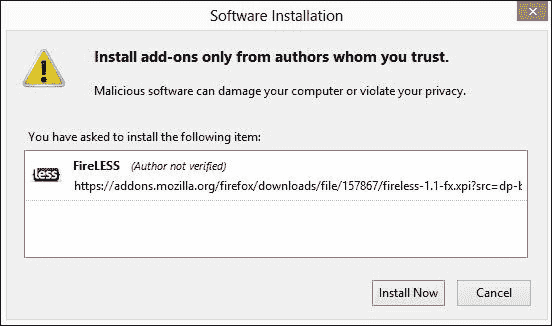 Software Installation
Install add-ons only from authors whom you trust.
Malicious software can damage your computer or violate your privacy.
You have asked to install the following item:
less FireLESS (Author not verified)
https://addons.mozilla.org/firefox/downloads/file/157867/fireless-1.1-fx.xpi?src=dp-b
Install Now Cancel